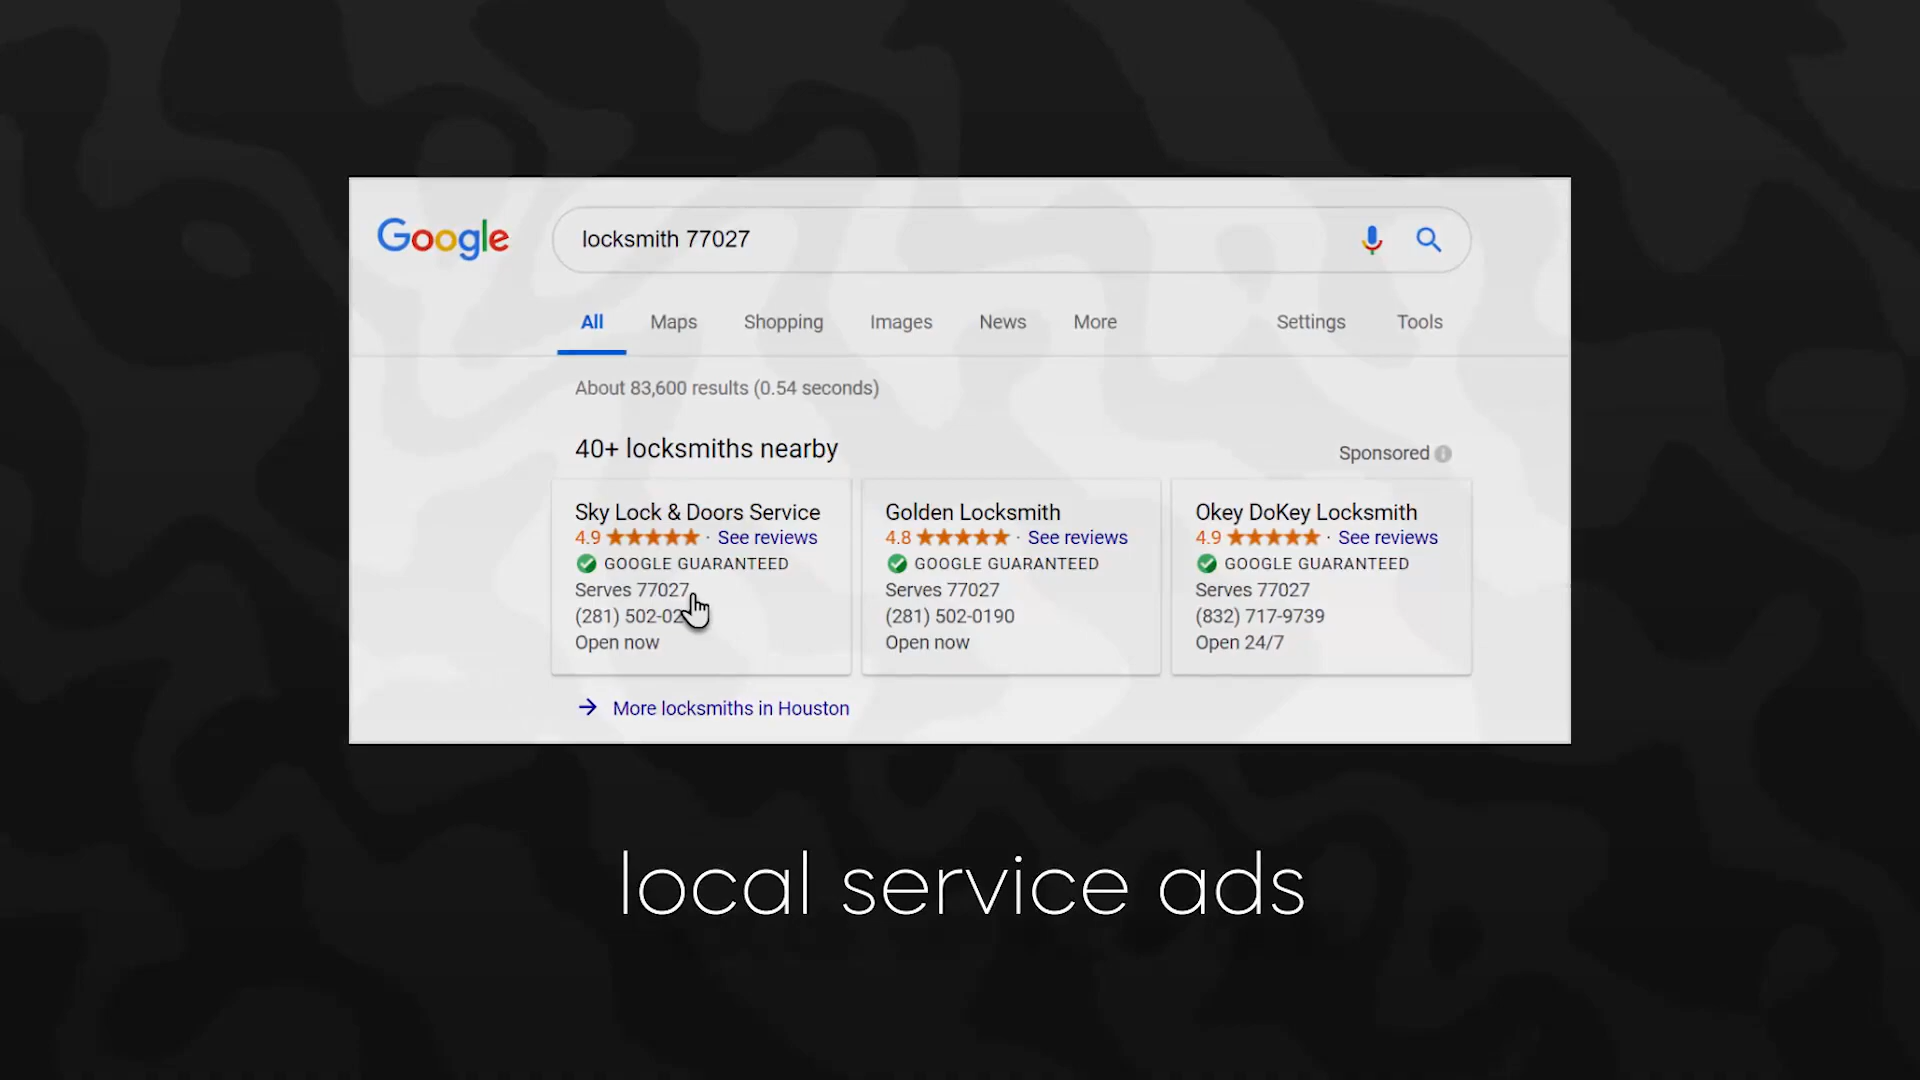 Google
locksmith 77027
All Maps Shopping Images News More Settings Tools
About 83,600 results (0.54 seconds)
40+ locksmiths nearby
Sponsored
Sky Lock & Doors Service
4.9 ★★★★★ · See reviews
GOOGLE GUARANTEED
Serves 77027
(281) 502-02
Open now
Golden Locksmith
4.8 ★★★★★ · See reviews
GOOGLE GUARANTEED
Serves 77027
(281) 502-0190
Open now
Okey DoKey Locksmith
4.9 ★★★★★ · See reviews
GOOGLE GUARANTEED
Serves 77027
(832) 717-9739
Open 24/7
→ More locksmiths in Houston
local service ads